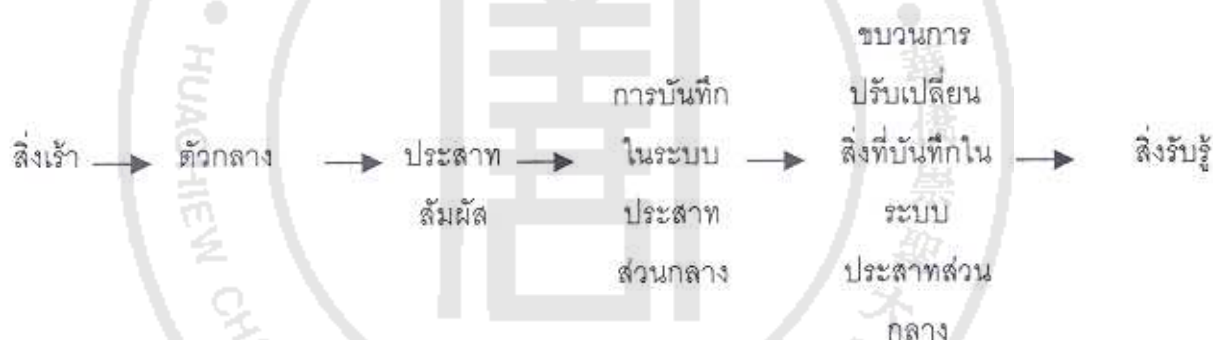 สิ่งเร้า
ตัวกลาง
ประสาท
สัมผัส
การบันทึก
ในระบบ
ประสาท
ส่วนกลาง
ขบวนการ
ปรับเปลี่ยน
สิ่งที่บันทึกใน
ระบบ
ประสาทส่วน
กลาง
สิ่งรับรู้
HUACHIEW CH